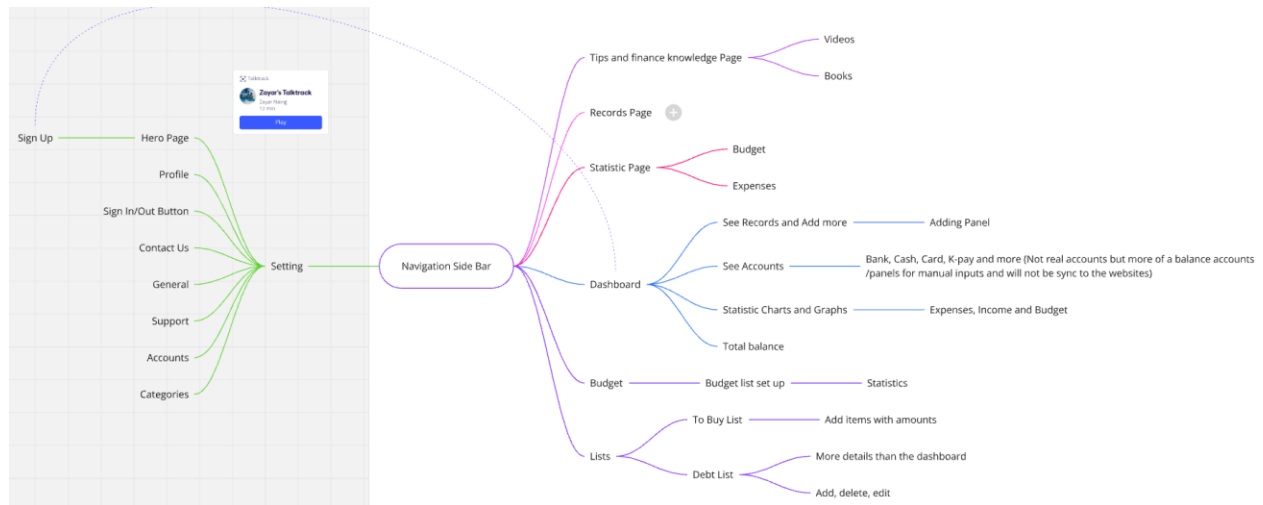 Talktrack
Zayar's Talktrack
Zayar Naing
12 min
Play
Sign Up
Hero Page
Profile
Sign In/Out Button
Contact Us
General
Support
Accounts
Categories
Setting
Navigation Side Bar
Tips and finance knowledge Page
Videos
Books
Records Page
Statistic Page
Budget
Expenses
Dashboard
See Records and Add more
Adding Panel
See Accounts
Bank, Cash, Card, K-pay and more (Not real accounts but more of a balance accounts
/panels for manual inputs and will not be sync to the websites)
Statistic Charts and Graphs
Expenses, Income and Budget
Total balance
Budget
Budget list set up
Statistics
Lists
To Buy List
Add items with amounts
Debt List
More details than the dashboard
Add, delete, edit